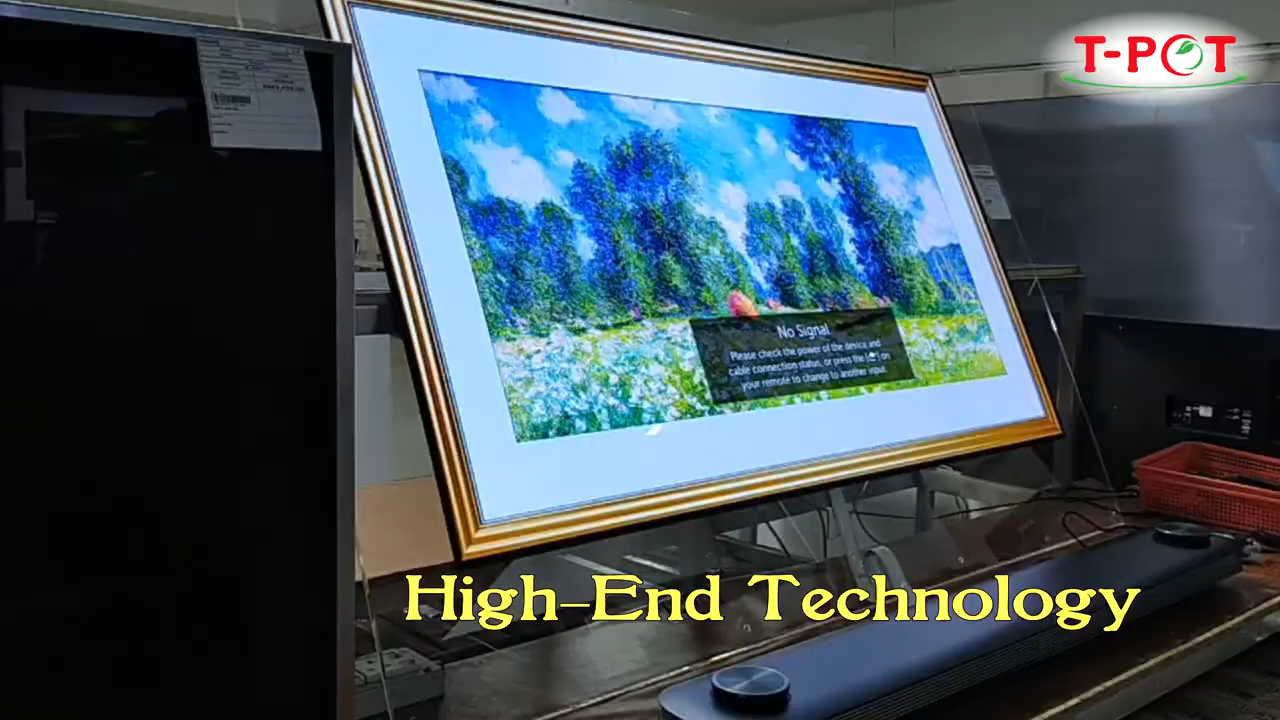 T-POT
No Signal
Please check the power of the device and
cable connection status, or press the [ ] on
your remote to change to another input.
High-End Technology